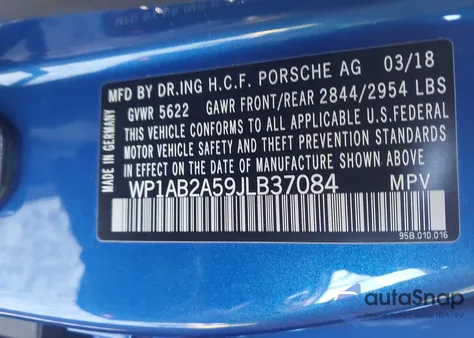 MFD BY DR.ING H.C.F. PORSCHE AG 03/18
GVWR 5622 GAWR FRONT/REAR 2844/2954 LBS
THIS VEHICLE CONFORMS TO ALL APPLICABLE U.S.FEDERAL
MOTOR VEHICLE SAFETY AND THEFT PREVENTION STANDARDS
IN EFFECT ON THE DATE OF MANUFACTURE SHOWN ABOVE.
WP1AB2A59JLB37084 MPV
95B.010.016
MADE IN GERMANY
autoSnap